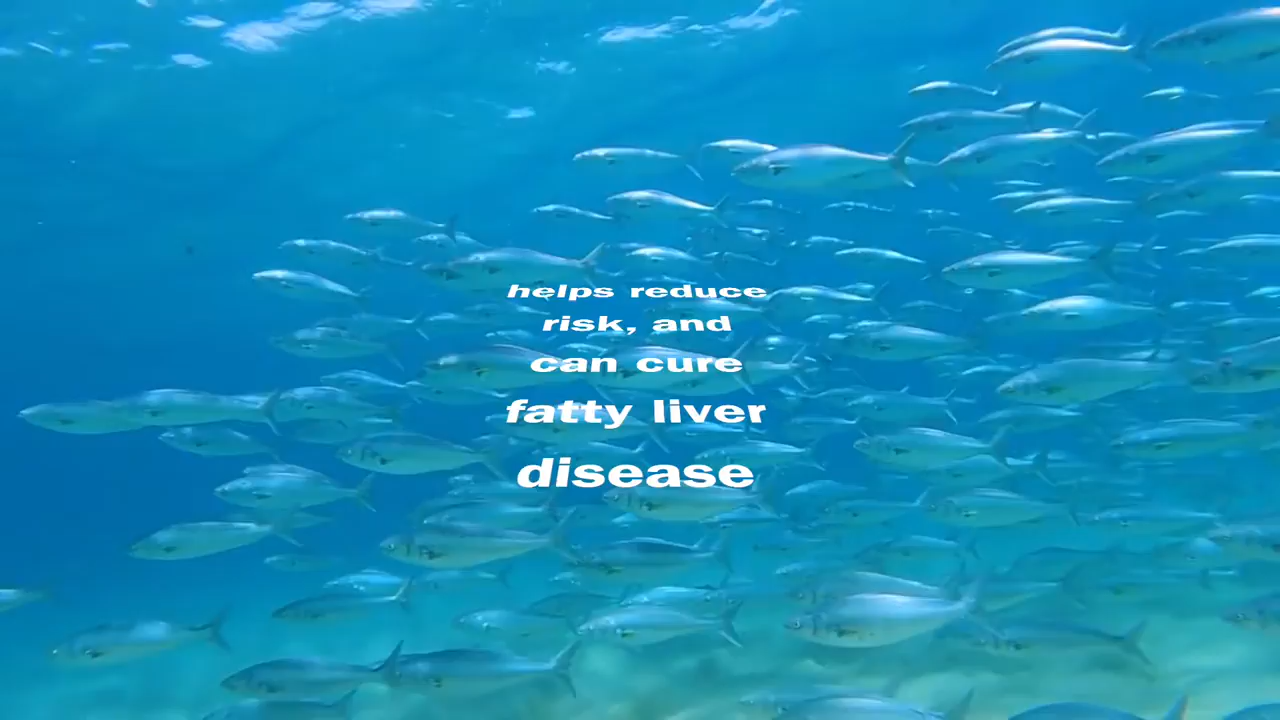 helps reduce
risk, and
can cure
fatty liver
disease